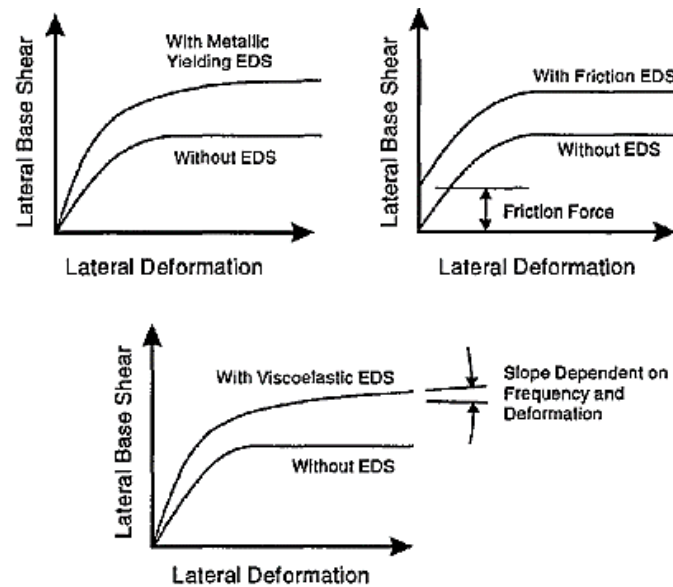 Lateral Base Shear
With Metallic
Yielding EDS
Without EDS
Lateral Deformation
Lateral Base Shear
With Friction EDS
Without EDS
Friction Force
Lateral Deformation
Lateral Base Shear
With Viscoelastic EDS
Without EDS
Slope Dependent on
Frequency and
Deformation
Lateral Deformation